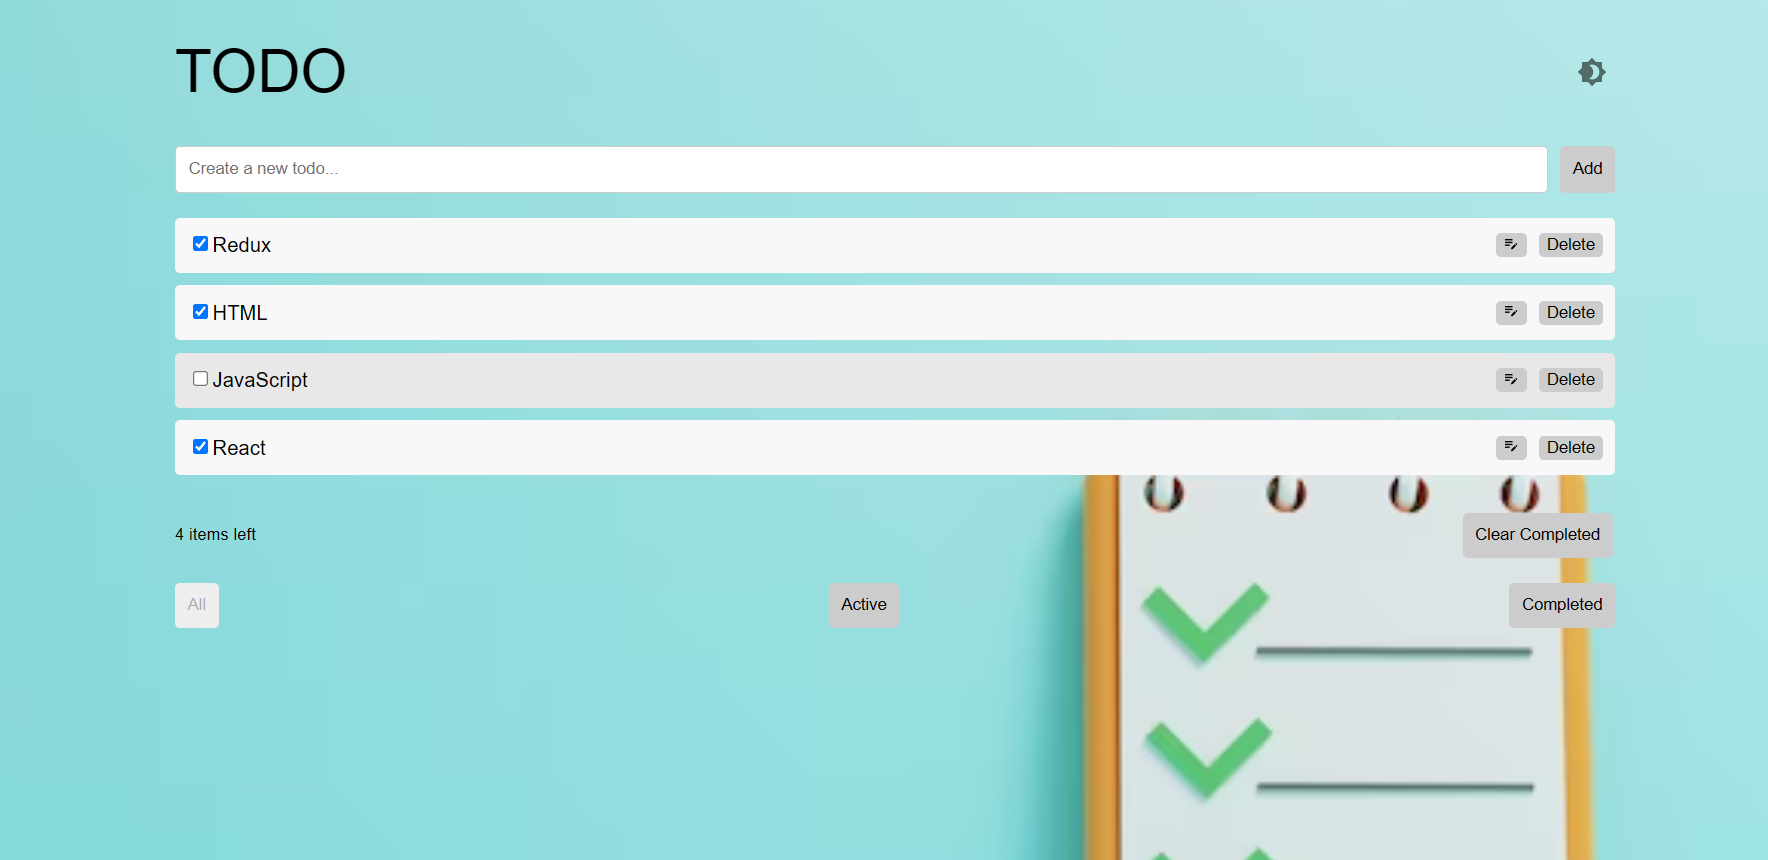 TODO
Create a new todo...
Add
Redux
Delete
HTML
Delete
JavaScript
Delete
React
Delete
4 items left
Clear Completed
All
Active
Completed